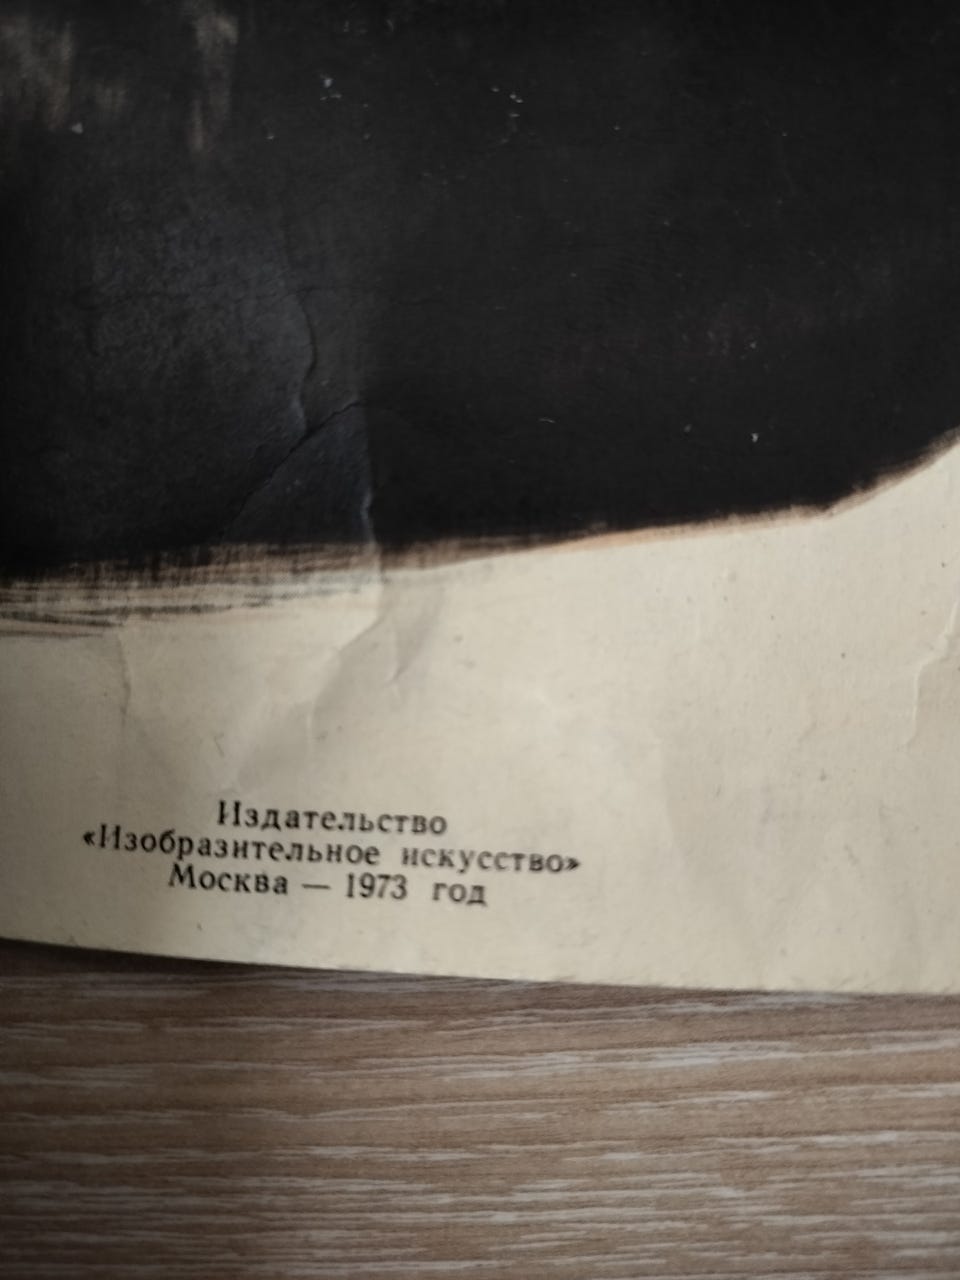 Издательство
«Изобразительное искусство»
Москва — 1973 год